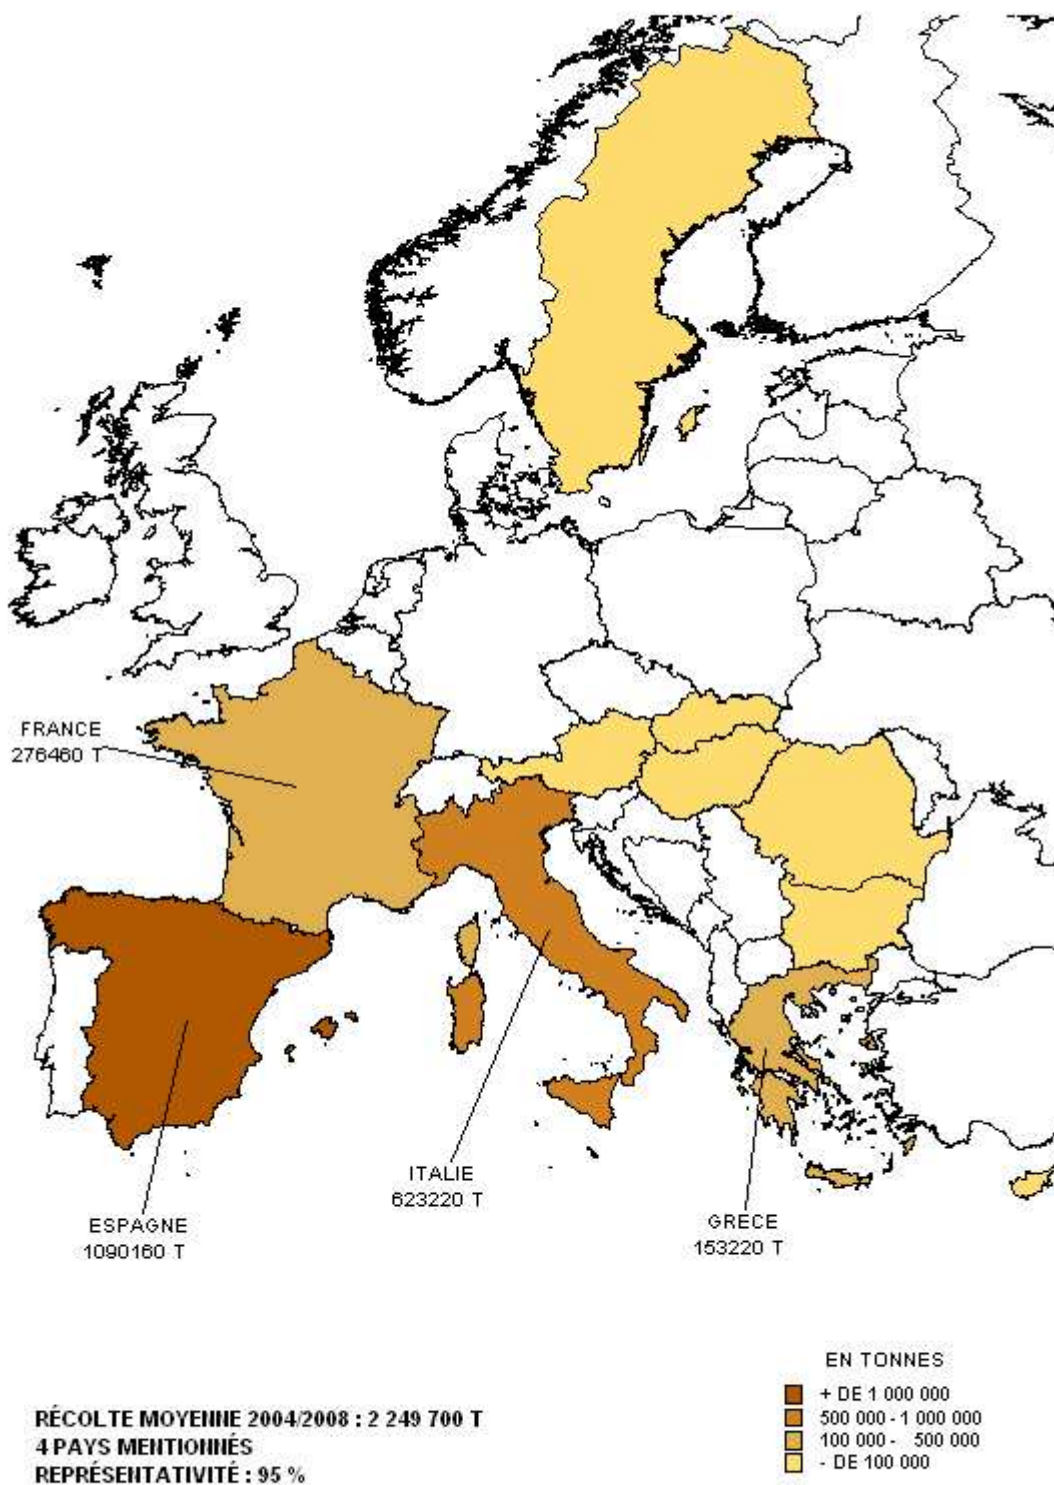 FRANCE
276460 T
ITALIE
623220 T
ESPAGNE
1090160 T
GRECE
153220 T
EN TONNES
+ DE 1 000 000
500 000 - 1 000 000
100 000 - 500 000
- DE 100 000
RÉCOLTE MOYENNE 2004/2008 : 2 249 700 T
4 PAYS MENTIONNÉS
REPRÉSENTATIVITÉ : 95 %